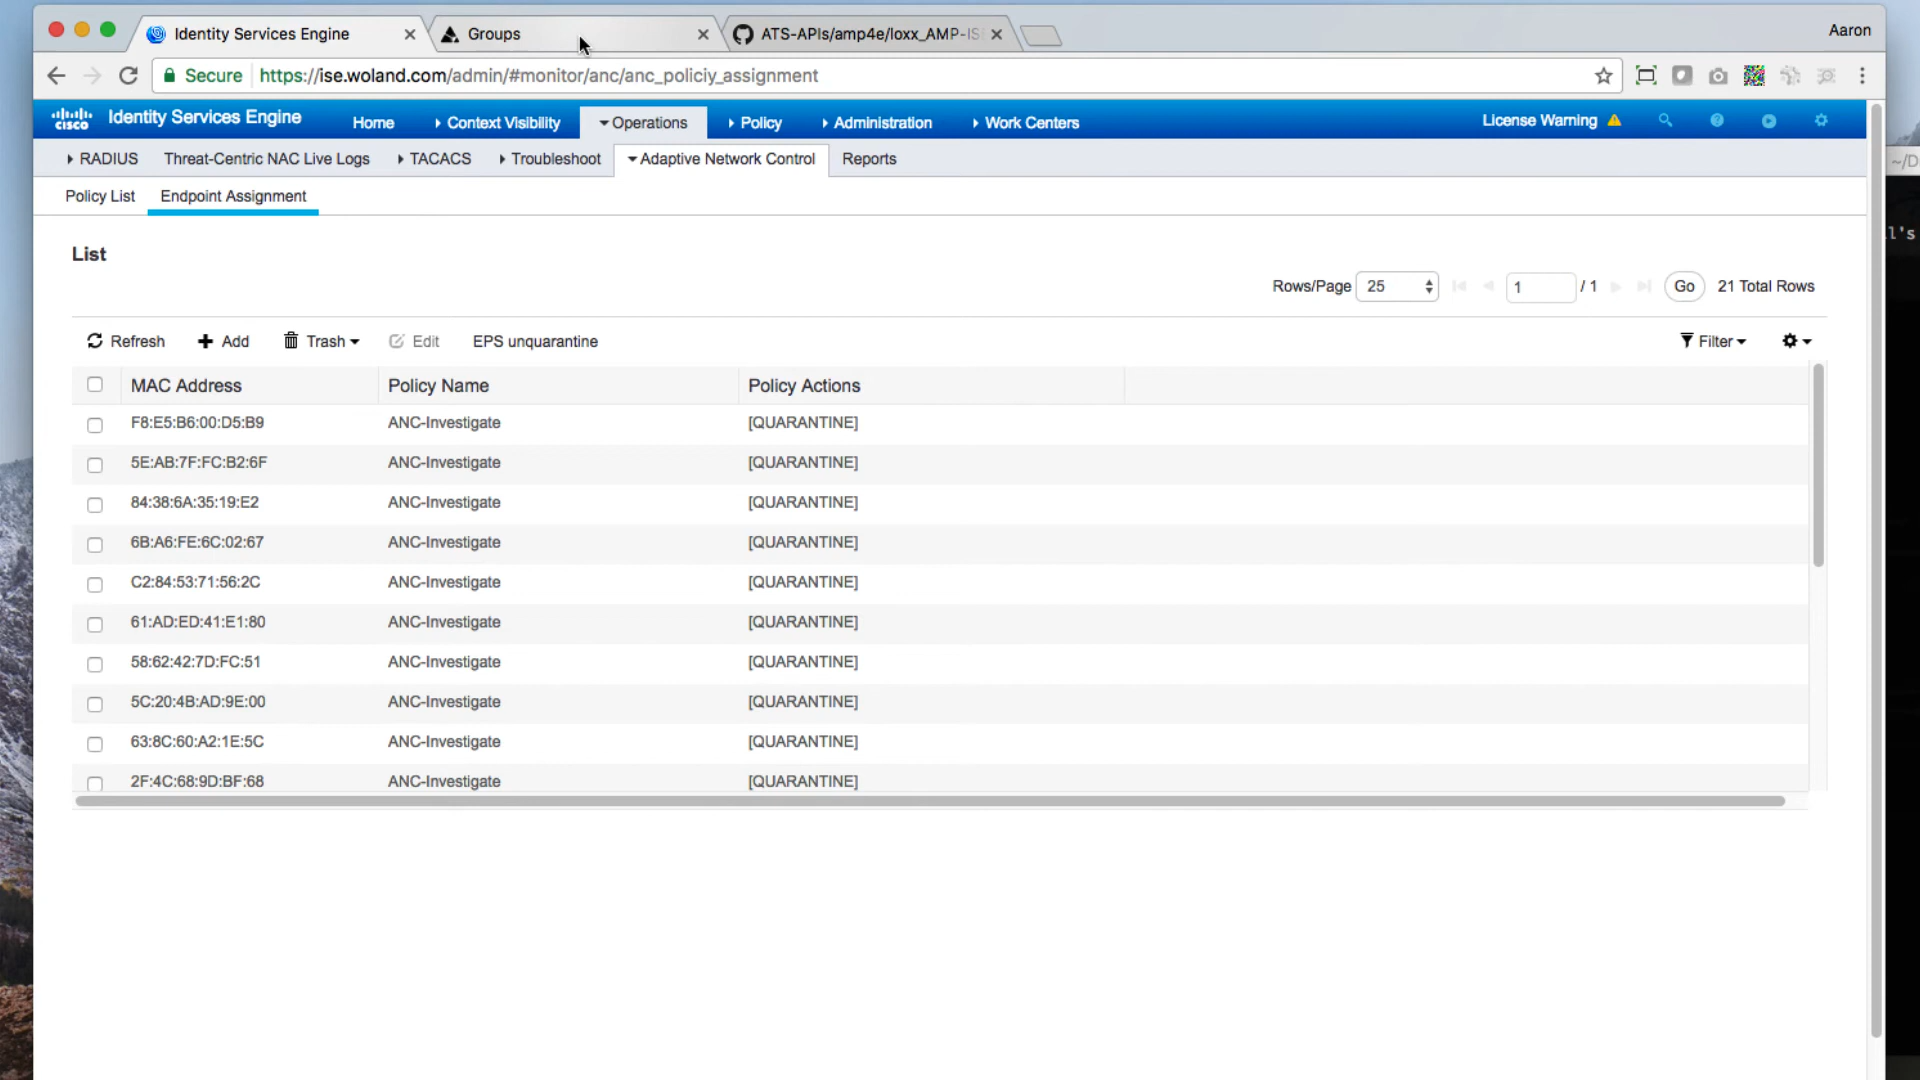 Identity Services Engine
Groups
ATS-APIs/amp4e/loxx_AMP-IS
Aaron
Secure https://ise.woland.com/admin/#monitor/anc/anc_policiy_assignment
cisco Identity Services Engine Home Context Visibility Operations Policy Administration Work Centers License Warning
RADIUS Threat-Centric NAC Live Logs TACACS Troubleshoot Adaptive Network Control Reports
~/D
Policy List Endpoint Assignment
l's
List
Rows/Page 25 1 / 1 Go 21 Total Rows
Refresh Add Trash Edit EPS unquarantine Filter
MAC Address Policy Name Policy Actions
F8:E5:B6:00:D5:B9 ANC-Investigate [QUARANTINE]
5E:AB:7F:FC:B2:6F ANC-Investigate [QUARANTINE]
84:38:6A:35:19:E2 ANC-Investigate [QUARANTINE]
6B:A6:FE:6C:02:67 ANC-Investigate [QUARANTINE]
C2:84:53:71:56:2C ANC-Investigate [QUARANTINE]
61:AD:ED:41:E1:80 ANC-Investigate [QUARANTINE]
58:62:42:7D:FC:51 ANC-Investigate [QUARANTINE]
5C:20:4B:AD:9E:00 ANC-Investigate [QUARANTINE]
63:8C:60:A2:1E:5C ANC-Investigate [QUARANTINE]
2F:4C:68:9D:BF:68 ANC-Investigate [QUARANTINE]